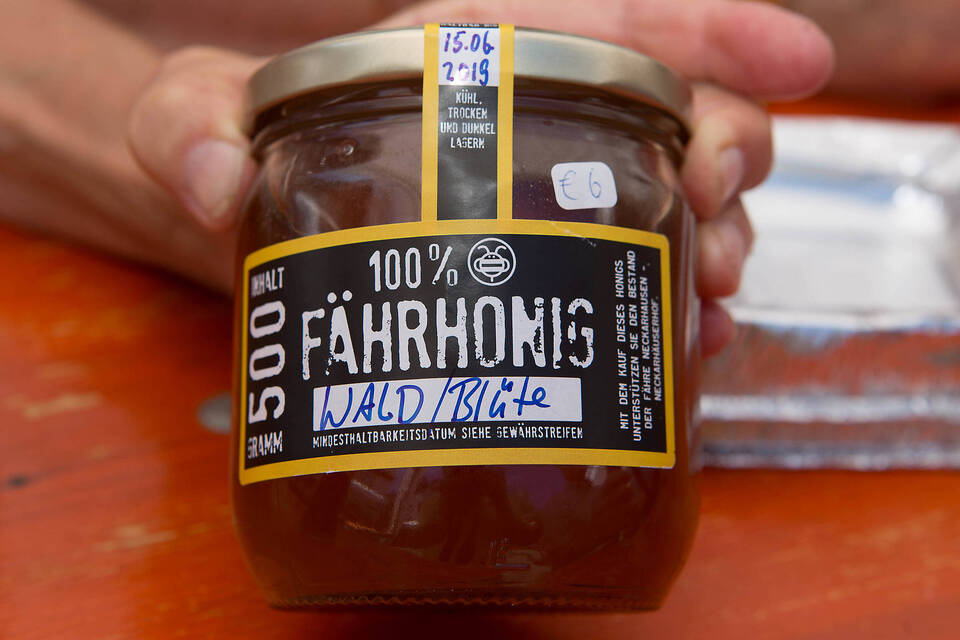 15.06
2019
KÜHL,
TROCKEN
UND DUNKEL
LAGERN
€ 6
100%
FÄHRHONIG
WALD/Blüte
MINDESTHALTBARKEITSDATUM SIEHE GEWÄHRSTREIFEN
INHALT
500
GRAMM
MIT DEM KAUF DIESES HONIGS
UNTERSTÜTZEN SIE DEN BESTAND
DER FÄHRE NECKARHAUSEN -
NECKARHÄUSERHOF.